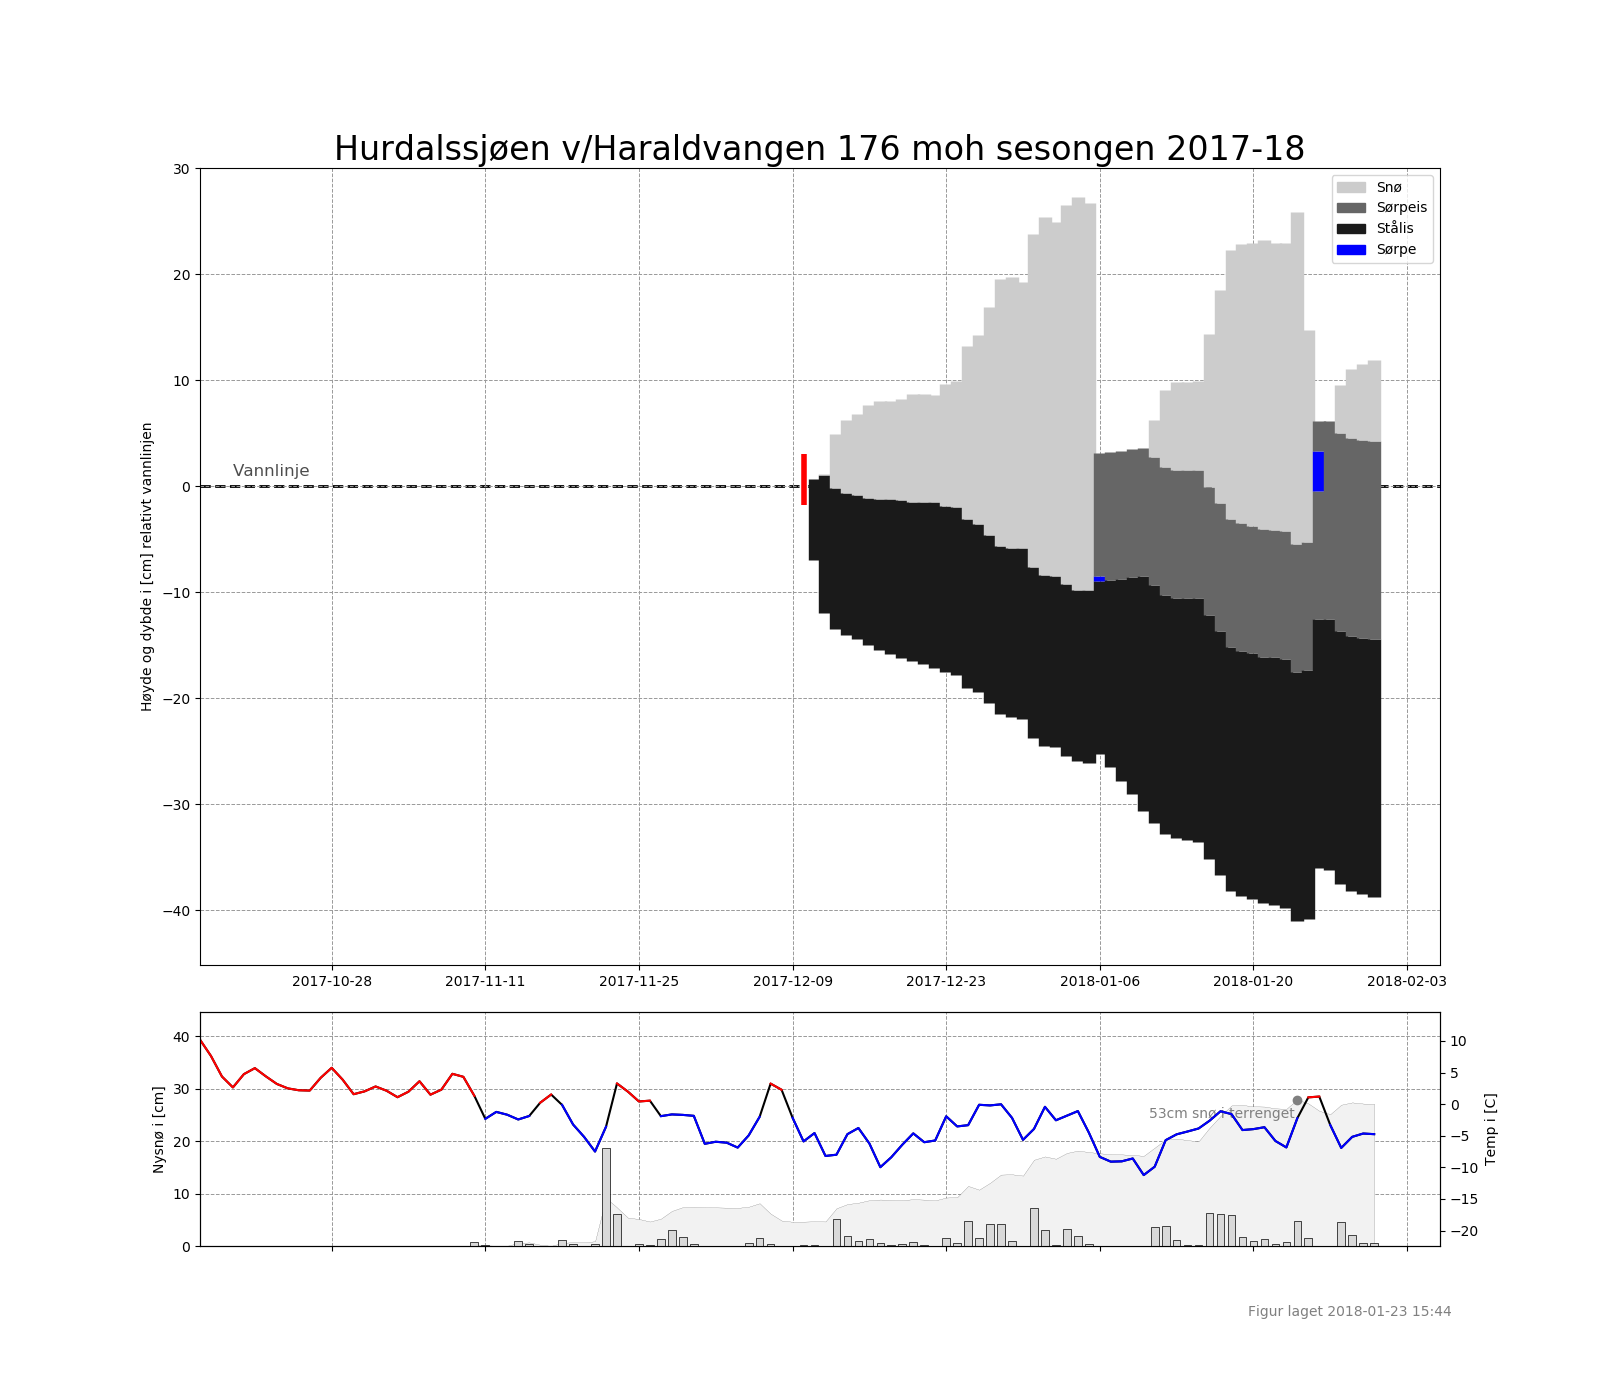 Hurdalssjøen v/Haraldvangen 176 moh sesongen 2017-18
Høyde og dybde i [cm] relativt vannlinjen
30
20
10
0
−10
−20
−30
−40
Vannlinje
Snø
Sørpeis
Stålis
Sørpe
2017-10-28 2017-11-11 2017-11-25 2017-12-09 2017-12-23 2018-01-06 2018-01-20 2018-02-03
Nysnø i [cm]
40
30
20
10
0
53cm snø i terrenget
10
5
0
−5
−10
−15
−20
Temp i [C]
Figur laget 2018-01-23 15:44